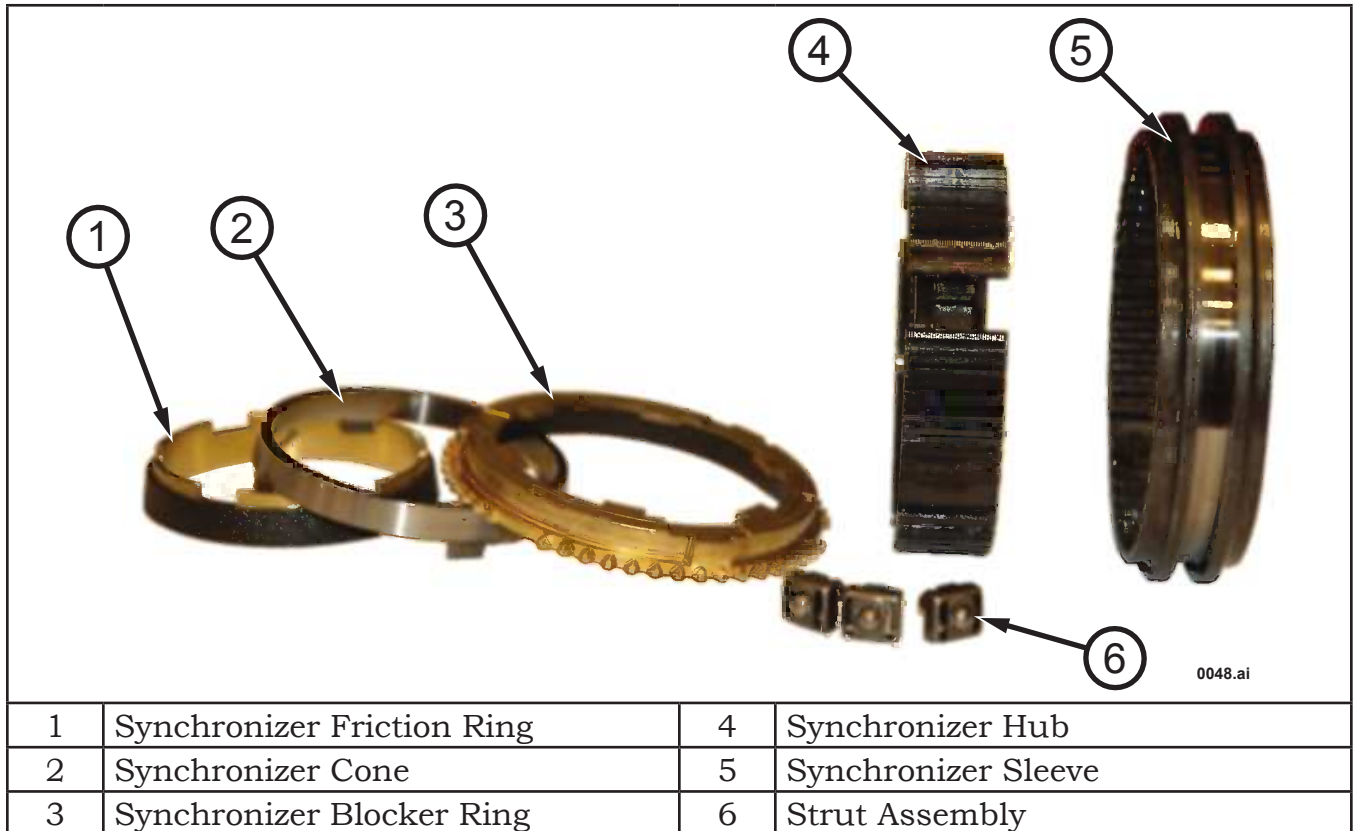 4 5
3
2
1
6
0048.ai
1 Synchronizer Friction Ring 4 Synchronizer Hub
2 Synchronizer Cone 5 Synchronizer Sleeve
3 Synchronizer Blocker Ring 6 Strut Assembly